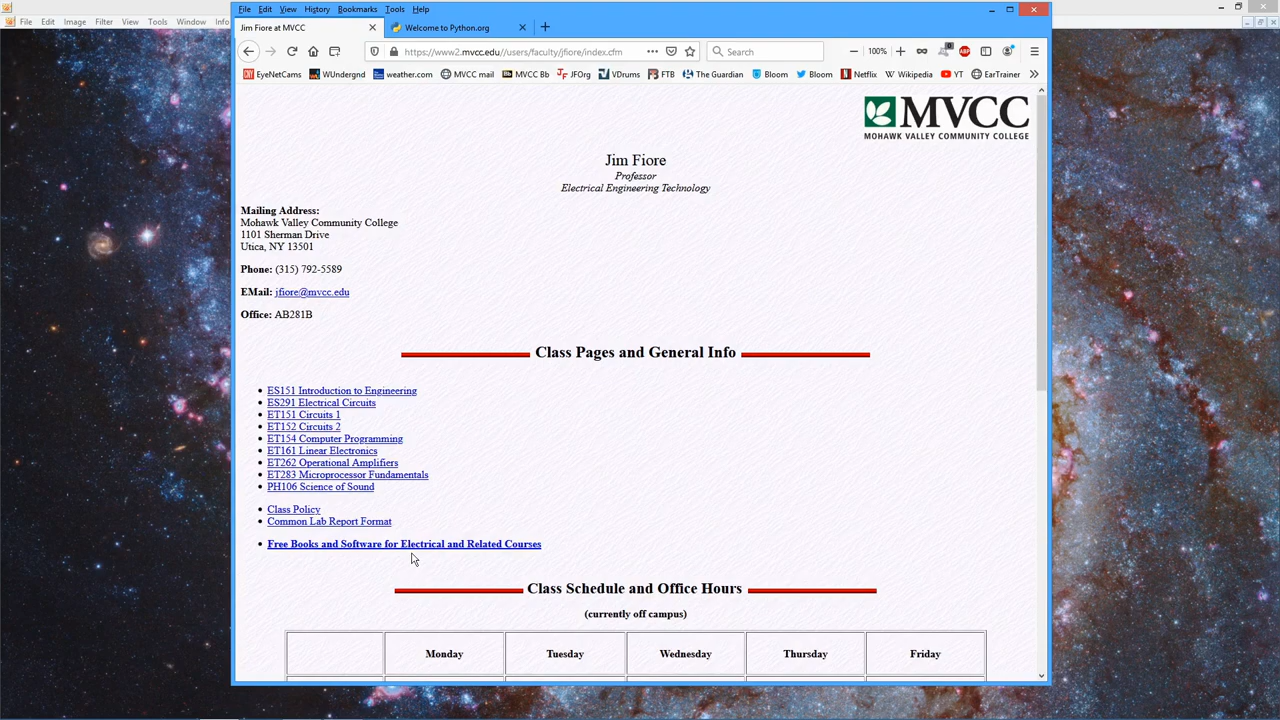 File Edit Image Filter View Tools Window Info
File Edit View History Bookmarks Tools Help
Jim Fiore at MVCC
Welcome to Python.org
https://www2.mvcc.edu//users/faculty/jfiore/index.cfm
Search
100%
EyeNetCams WUndergnd weather.com MVCC mail MVCC Bb JFOrg VDrums FTB The Guardian Bloom Bloom Netflix Wikipedia YT EarTrainer
MVCC
MOHAWK VALLEY COMMUNITY COLLEGE
Jim Fiore
Professor
Electrical Engineering Technology
Mailing Address:
Mohawk Valley Community College
1101 Sherman Drive
Utica, NY 13501
Phone: (315) 792-5589
EMail: jfiore@mvcc.edu
Office: AB281B
Class Pages and General Info
• ES151 Introduction to Engineering
• ES291 Electrical Circuits
• ET151 Circuits 1
• ET152 Circuits 2
• ET154 Computer Programming
• ET161 Linear Electronics
• ET262 Operational Amplifiers
• ET283 Microprocessor Fundamentals
• PH106 Science of Sound
• Class Policy
• Common Lab Report Format
• Free Books and Software for Electrical and Related Courses
Class Schedule and Office Hours
(currently off campus)
Monday Tuesday Wednesday Thursday Friday